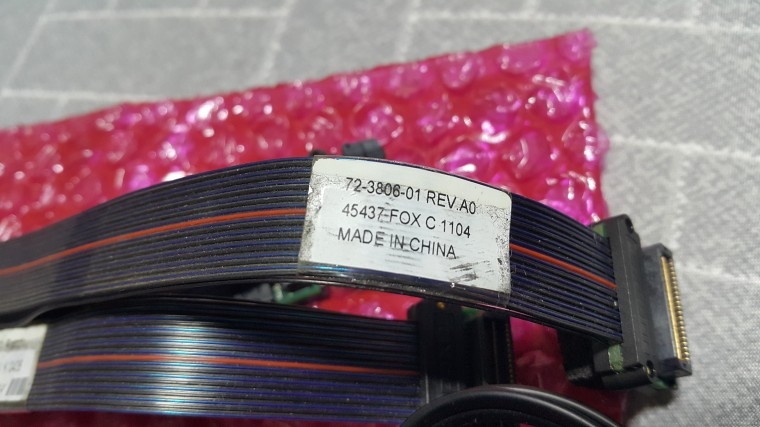 72-3806-01 REV.A0
45437 FOX C 1104
MADE IN CHINA